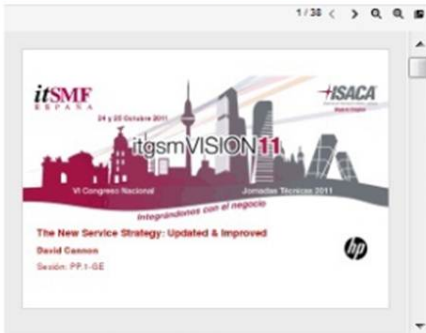 1 / 38
itSMF
ESPAÑA
ISACA
24 y 25 Octubre 2011
itgsmVISION11
VI Congreso Nacional
Jornadas Técnicas 2011
Integrándonos con el negocio
The New Service Strategy: Updated & Improved
David Cannon
Sesión: PP.1-GE
hp